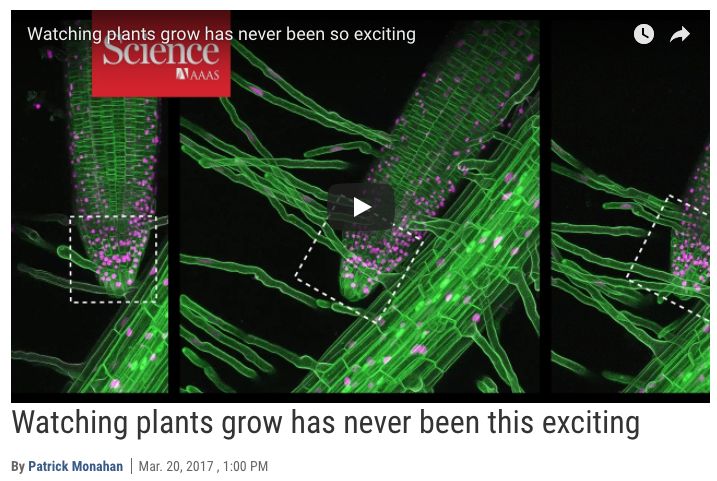 Watching plants grow has never been so exciting
Science
AAAS
Watching plants grow has never been this exciting
By Patrick Monahan | Mar. 20, 2017 , 1:00 PM